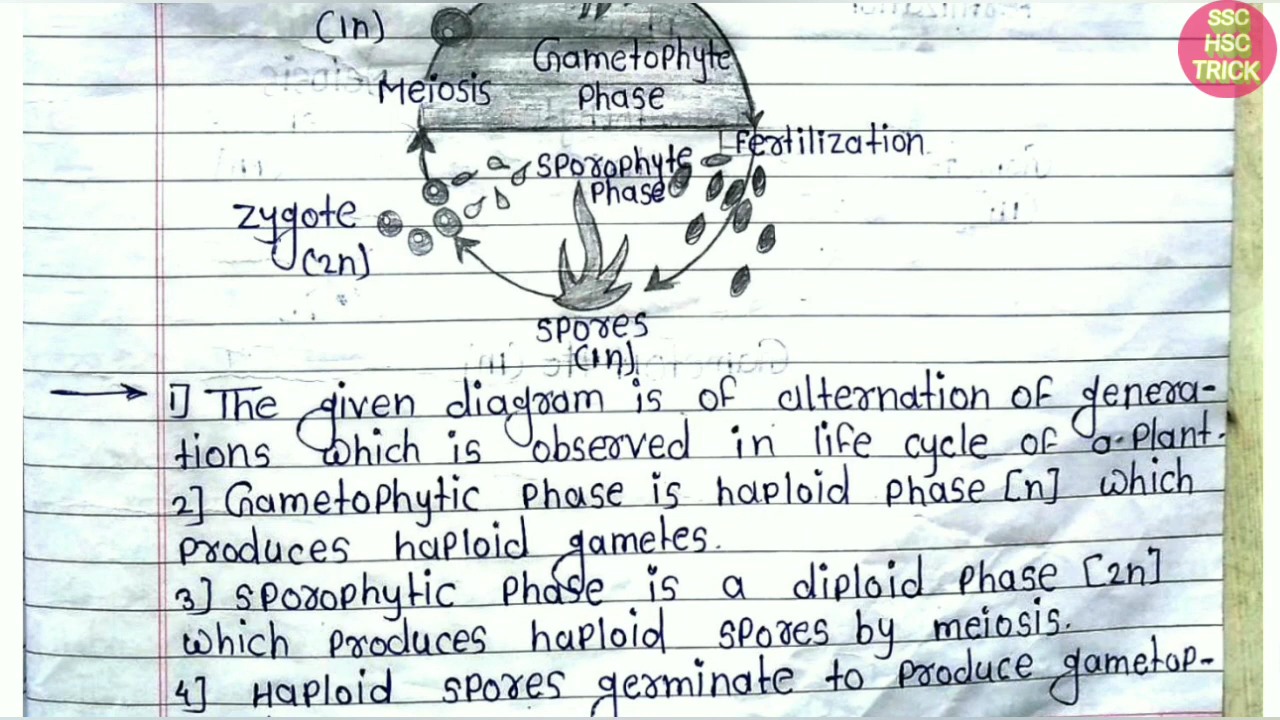 SSC
HSC
TRICK
(1n)
Gametophyte
Phase
Meiosis
Fertilization
Sporophyte
Phase
Zygote
(2n)
Spores
(1n)
1] The given diagram is of alternation of genera-
tions which is observed in life cycle of a plant.
2] Gametophytic phase is haploid phase [n] which
produces haploid gametes.
3] Sporophytic phase is a diploid phase [2n]
which produces haploid spores by meiosis.
4] Haploid spores germinate to produce gametop-